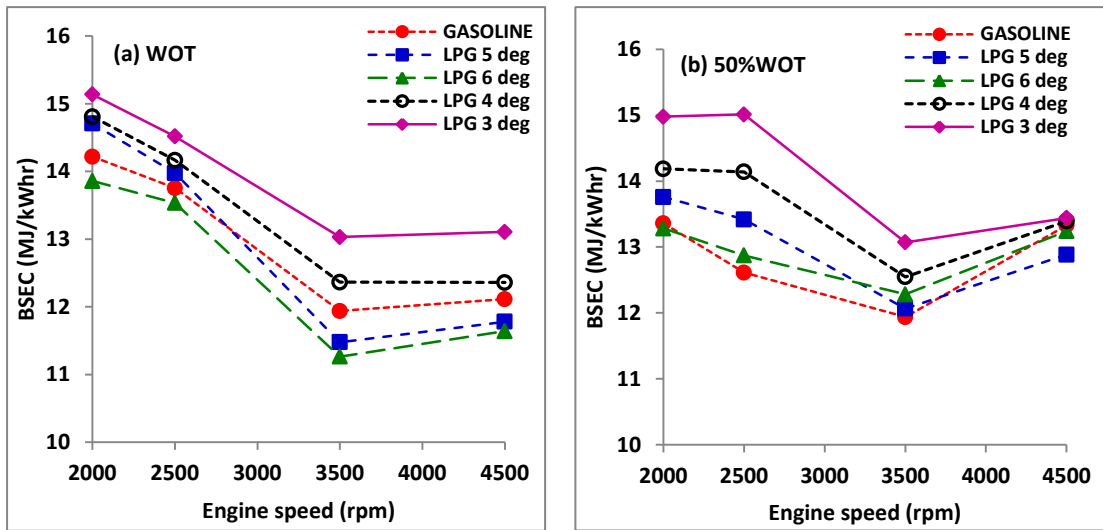 (a) WOT
GASOLINE
LPG 5 deg
LPG 6 deg
LPG 4 deg
LPG 3 deg
BSEC (MJ/kWhr)
16
15
14
13
12
11
10
2000 2500 3000 3500 4000 4500
Engine speed (rpm)
(b) 50%WOT
GASOLINE
LPG 5 deg
LPG 6 deg
LPG 4 deg
LPG 3 deg
BSEC (MJ/kWhr)
16
15
14
13
12
11
10
2000 2500 3000 3500 4000 4500
Engine speed (rpm)